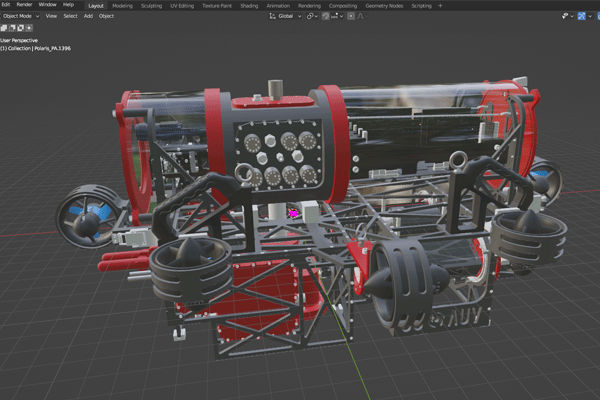 Edit Render Window Help Layout Modeling Sculpting UV Editing Texture Paint Shading Animation Rendering Compositing Geometry Nodes Scripting +
Object Mode View Select Add Object Global
User Perspective
(1) Collection | Polaris_PA.1396
AUV